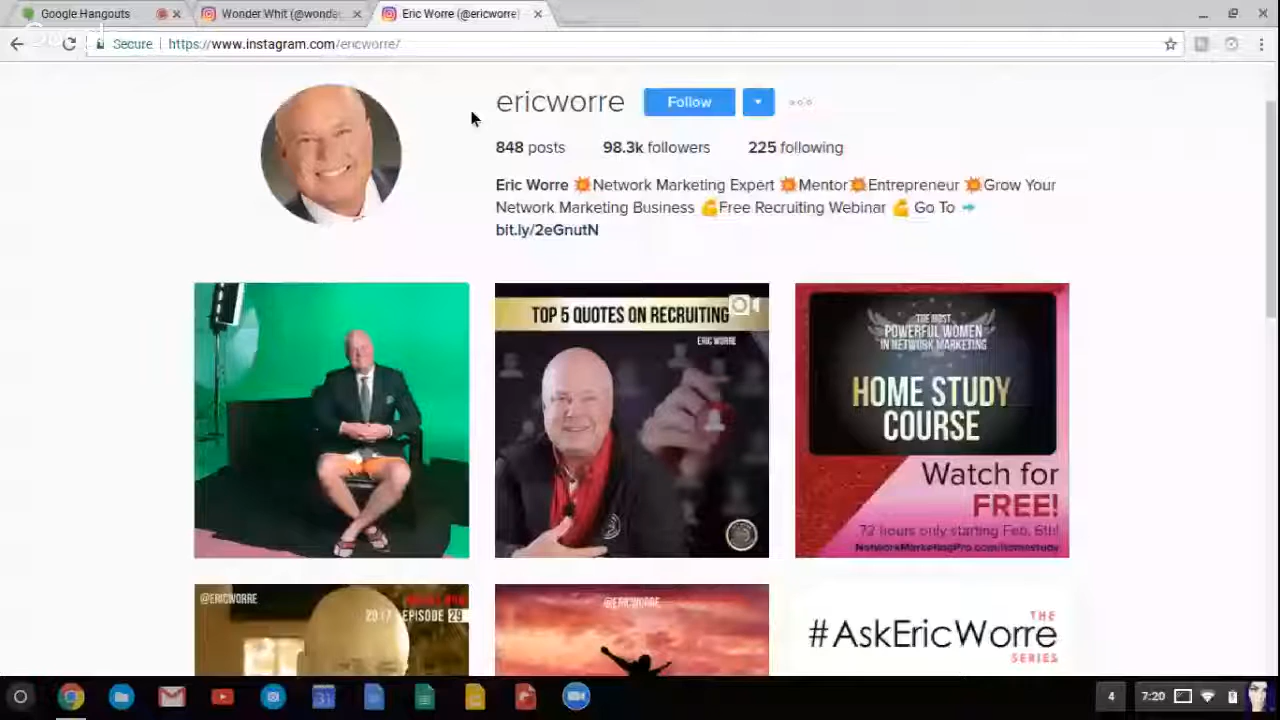 Google Hangouts
Wonder Whit (@wonde
Eric Worre (@ericworre)
Secure
https://www.instagram.com/ericworre/
ericworre
Follow
848 posts
98.3k followers
225 following
Eric Worre 💥Network Marketing Expert 💥Mentor💥Entrepreneur 💥Grow Your
Network Marketing Business 💪Free Recruiting Webinar 💪 Go To ➡
bit.ly/2eGnutN
TOP 5 QUOTES ON RECRUITING
ERIC WORRE
THE MOST
POWERFUL WOMEN
IN NETWORK MARKETING
HOME STUDY
COURSE
Watch for
FREE!
72 hours only starting Feb. 6th!
NetworkMarketingPro.com/homestudy
@ERICWORRE
2017 - EPISODE 29
@ERICWORRE
THE
#AskEricWorre
SERIES
31
4
7:20